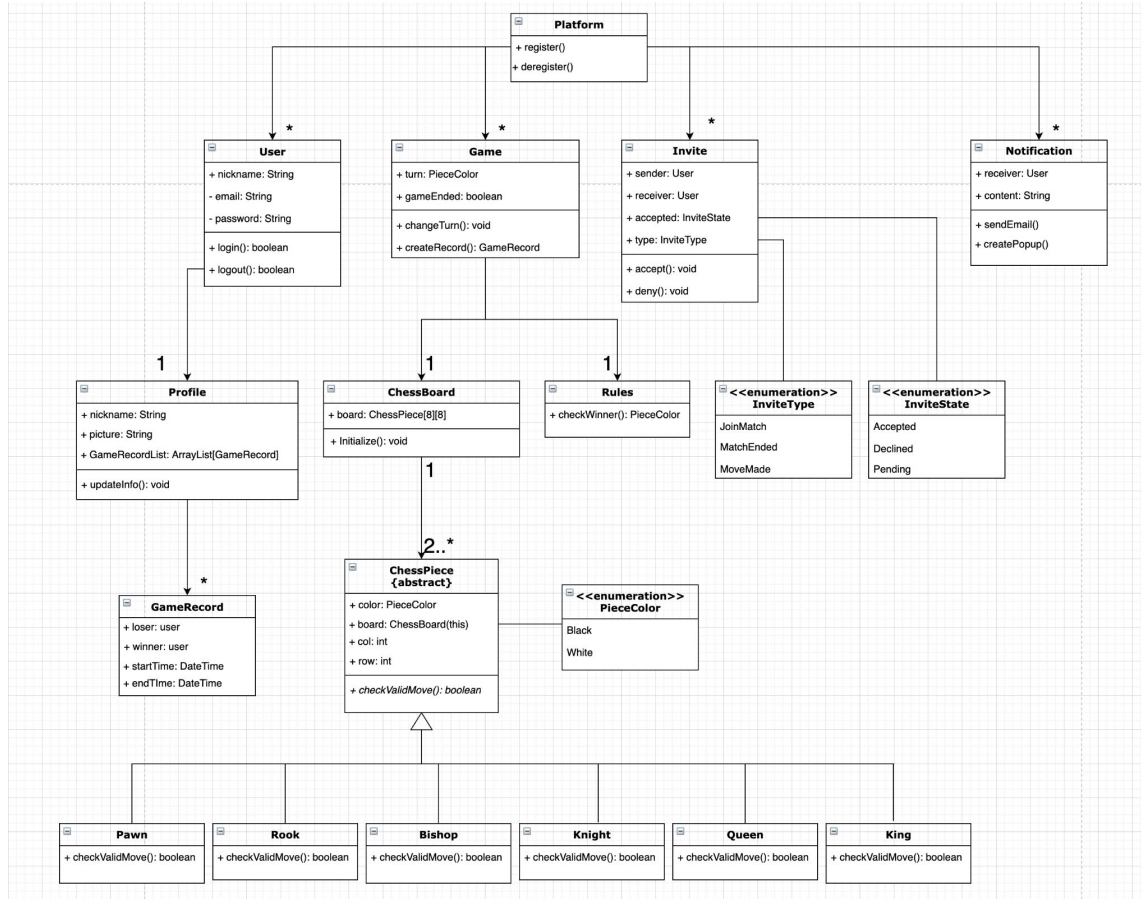 Platform
+ register()
+ deregister()
*
*
*
*
User
+ nickname: String
- email: String
- password: String
+ login(): boolean
+ logout(): boolean
Game
+ turn: PieceColor
+ gameEnded: boolean
+ changeTurn(): void
+ createRecord(): GameRecord
Invite
+ sender: User
+ receiver: User
+ accepted: InviteState
+ type: InviteType
+ accept(): void
+ deny(): void
Notification
+ receiver: User
+ content: String
+ sendEmail()
+ createPopup()
1
1
1
Profile
+ nickname: String
+ picture: String
+ GameRecordList: ArrayList[GameRecord]
+ updateInfo(): void
ChessBoard
+ board: ChessPiece[8][8]
+ Initialize(): void
Rules
+ checkWinner(): PieceColor
<<enumeration>>
InviteType
JoinMatch
MatchEnded
MoveMade
<<enumeration>>
InviteState
Accepted
Declined
Pending
1
2..*
*
GameRecord
+ loser: user
+ winner: user
+ startTime: DateTime
+ endTIme: DateTime
ChessPiece
{abstract}
+ color: PieceColor
+ board: ChessBoard(this)
+ col: int
+ row: int
+ checkValidMove(): boolean
<<enumeration>>
PieceColor
Black
White
Pawn
+ checkValidMove(): boolean
Rook
+ checkValidMove(): boolean
Bishop
+ checkValidMove(): boolean
Knight
+ checkValidMove(): boolean
Queen
+ checkValidMove(): boolean
King
+ checkValidMove(): boolean